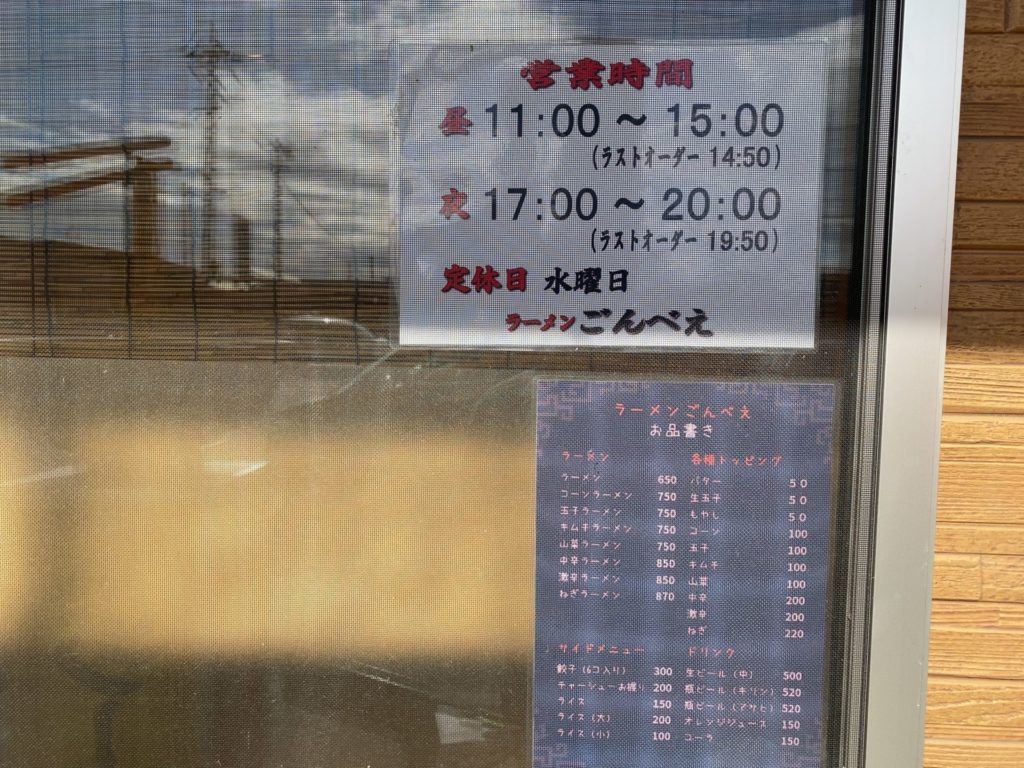 営業時間
昼 11:00 ～ 15:00
(ラストオーダー 14:50)
夜 17:00 ～ 20:00
(ラストオーダー 19:50)
定休日 水曜日
ラーメン ごんべえ
ラーメンごんべえ
お品書き
ラーメン
ラーメン 650
コーンラーメン 750
玉子ラーメン 750
キムチラーメン 750
山菜ラーメン 750
中辛ラーメン 850
激辛ラーメン 850
ねぎラーメン 870
各種トッピング
バター 50
生玉子 50
もやし 50
コーン 100
玉子 100
キムチ 100
山菜 100
中辛 200
激辛 200
ねぎ 220
サイドメニュー
餃子(6コ入り) 300
チャーシューお握り 200
ライス 150
ライス(大) 200
ライス(小) 100
ドリンク
生ビール(中) 500
瓶ビール(キリン) 520
瓶ビール(アサヒ) 520
オレンジジュース 150
コーラ 150